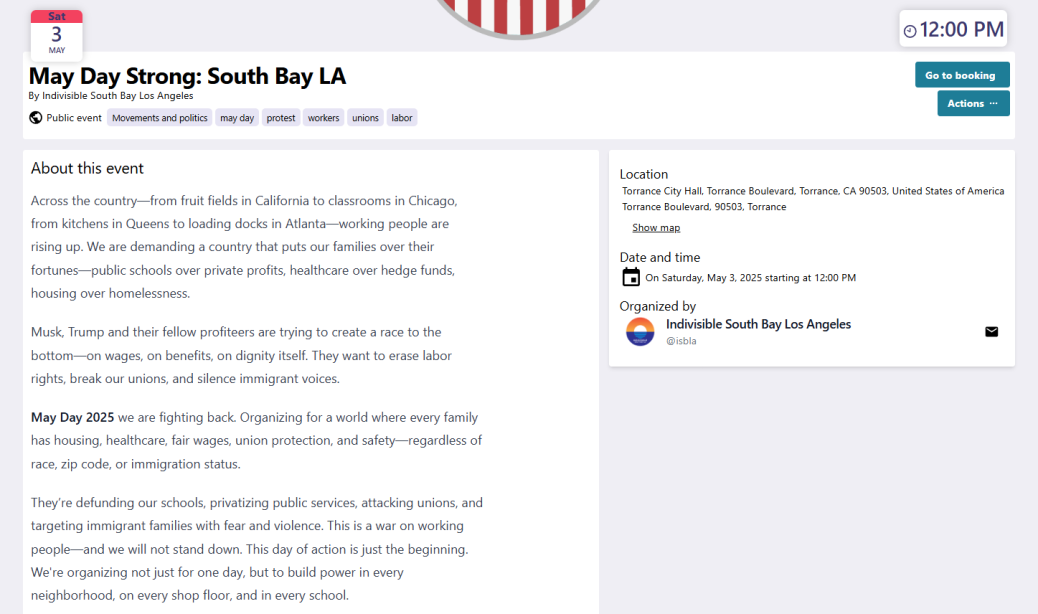 Sat
3
MAY
12:00 PM
May Day Strong: South Bay LA
By Indivisible South Bay Los Angeles
Public event Movements and politics may day protest workers unions labor
Go to booking
Actions ···
About this event
Across the country—from fruit fields in California to classrooms in Chicago,
from kitchens in Queens to loading docks in Atlanta—working people are
rising up. We are demanding a country that puts our families over their
fortunes—public schools over private profits, healthcare over hedge funds,
housing over homelessness.
Musk, Trump and their fellow profiteers are trying to create a race to the
bottom—on wages, on benefits, on dignity itself. They want to erase labor
rights, break our unions, and silence immigrant voices.
May Day 2025 we are fighting back. Organizing for a world where every family
has housing, healthcare, fair wages, union protection, and safety—regardless of
race, zip code, or immigration status.
They're defunding our schools, privatizing public services, attacking unions, and
targeting immigrant families with fear and violence. This is a war on working
people—and we will not stand down. This day of action is just the beginning.
We're organizing not just for one day, but to build power in every
neighborhood, on every shop floor, and in every school.
Location
Torrance City Hall, Torrance Boulevard, Torrance, CA 90503, United States of America
Torrance Boulevard, 90503, Torrance
Show map
Date and time
On Saturday, May 3, 2025 starting at 12:00 PM
Organized by
Indivisible South Bay Los Angeles
@isbla